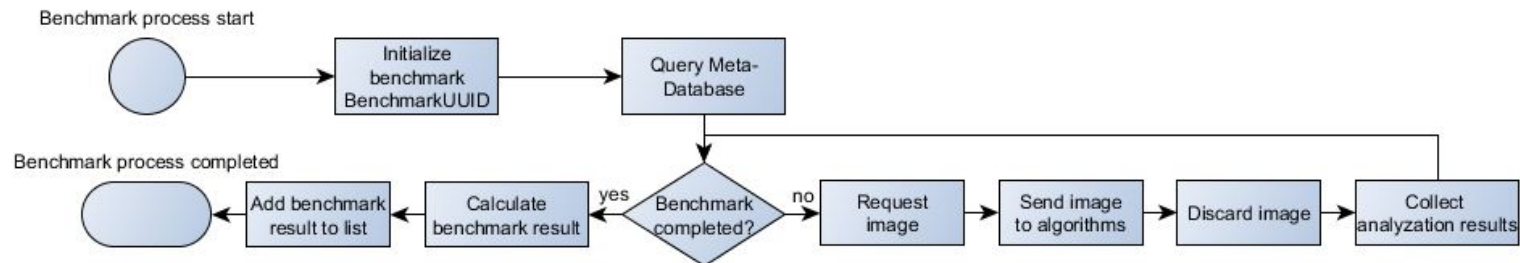 Benchmark process start
Initialize
benchmark
BenchmarkUUID
Query Meta-
Database
Benchmark process completed
Add benchmark
result to list
Calculate
benchmark result
yes
Benchmark
completed?
no
Request
image
Send image
to algorithms
Discard image
Collect
analyzation results